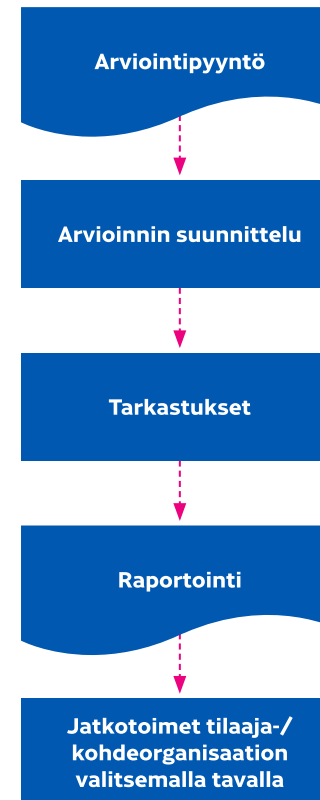 Arviointipyyntö
Arvioinnin suunnittelu
Tarkastukset
Raportointi
Jatkotoimet tilaaja-/
kohdeorganisaation
valitsemalla tavalla